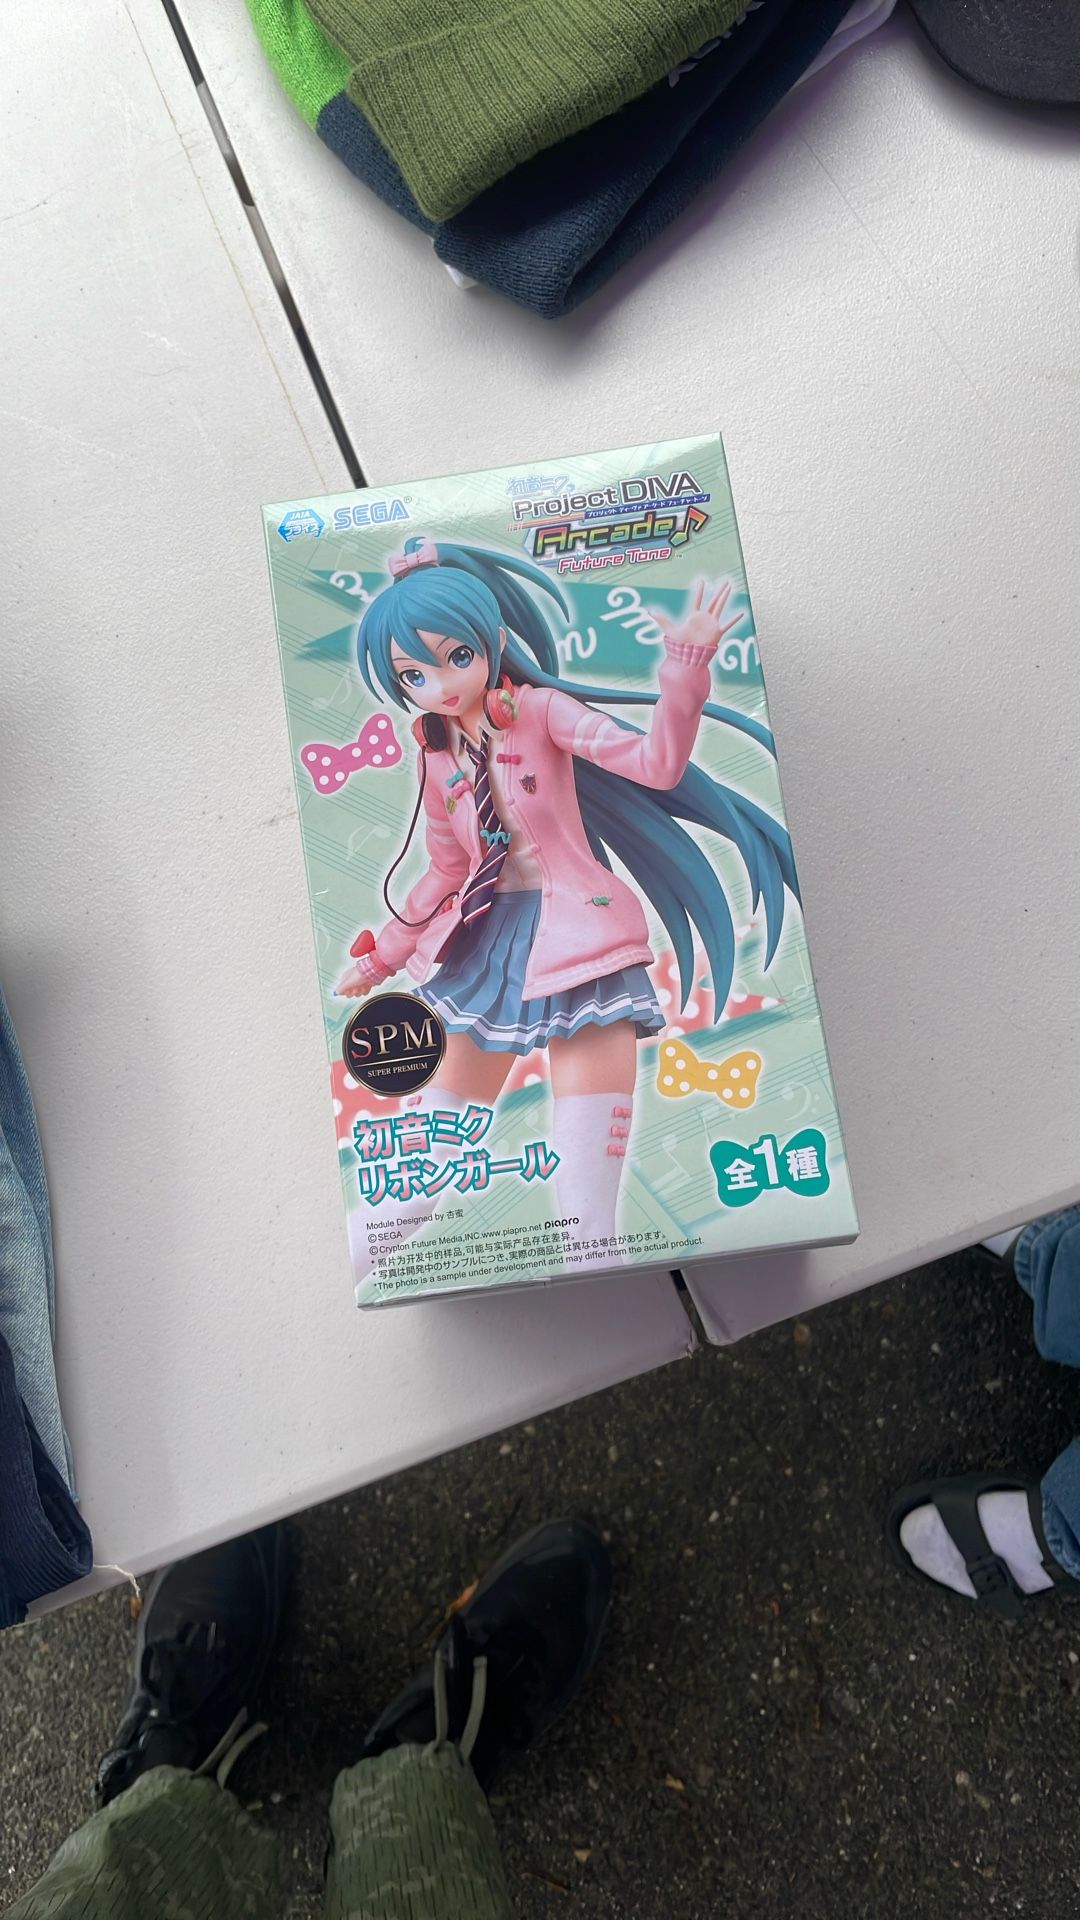 JAIA
プライズ
SEGA®
初音ミク
Project DIVA
プロジェクト ディーヴァ アーケード フューチャートーン
Arcade
Future Tone™
SPM
SUPER PREMIUM
初音ミク
リボンガール
全1種
Module Designed by 杏蜜
©SEGA
©Crypton Future Media,INC.www.piapro.net piapro
* 照片为开发中的样品,可能与实际产品存在差异。
* 写真は開発中のサンプルにつき、実際の商品とは異なる場合があります。
*The photo is a sample under development and may differ from the actual product.